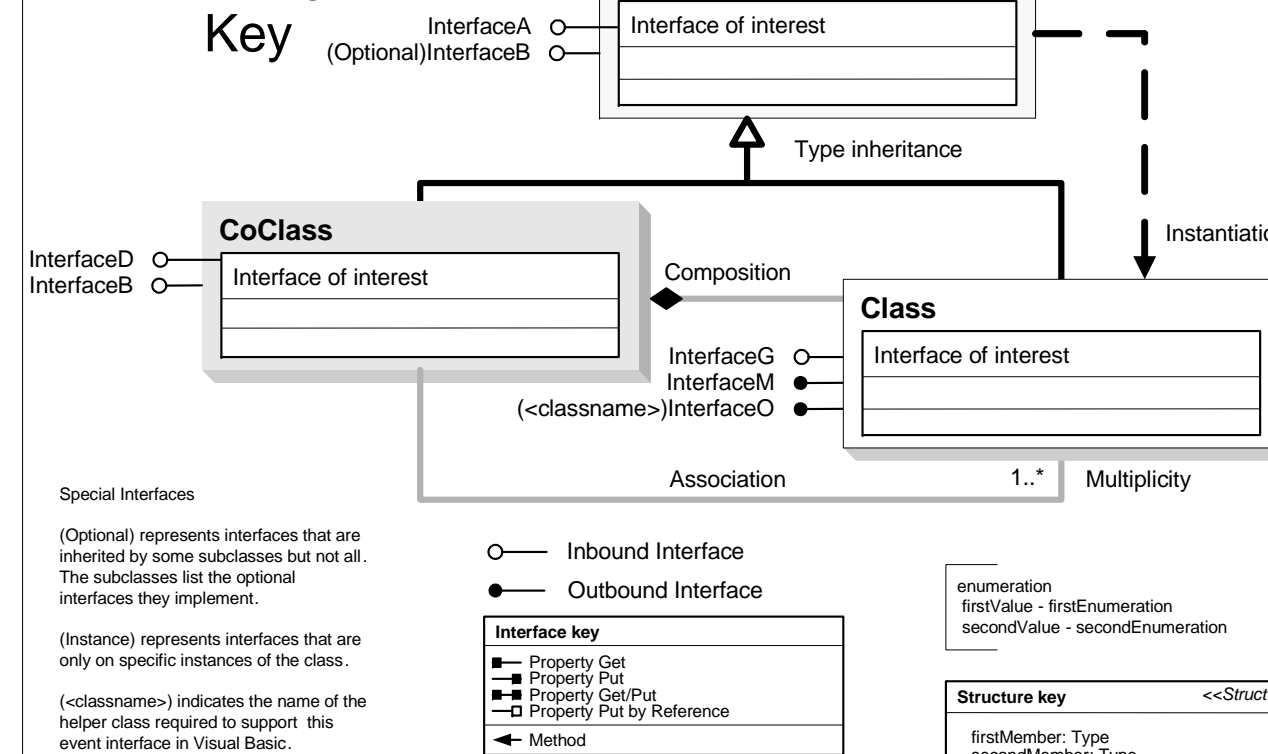 Key
InterfaceA
(Optional)InterfaceB
Interface of interest
Type inheritance
CoClass
Interface of interest
InterfaceD
InterfaceB
Composition
Class
Interface of interest
InterfaceG
InterfaceM
(<classname>)InterfaceO
Association
1..*
Multiplicity
Special Interfaces
(Optional) represents interfaces that are
inherited by some subclasses but not all.
The subclasses list the optional
interfaces they implement.
(Instance) represents interfaces that are
only on specific instances of the class.
(<classname>) indicates the name of the
helper class required to support this
event interface in Visual Basic.
Inbound Interface
Outbound Interface
Interface key
Property Get
Property Put
Property Get/Put
Property Put by Reference
Method
enumeration
firstValue - firstEnumeration
secondValue - secondEnumeration
Structure key
firstMember: Type
secondMember: Type